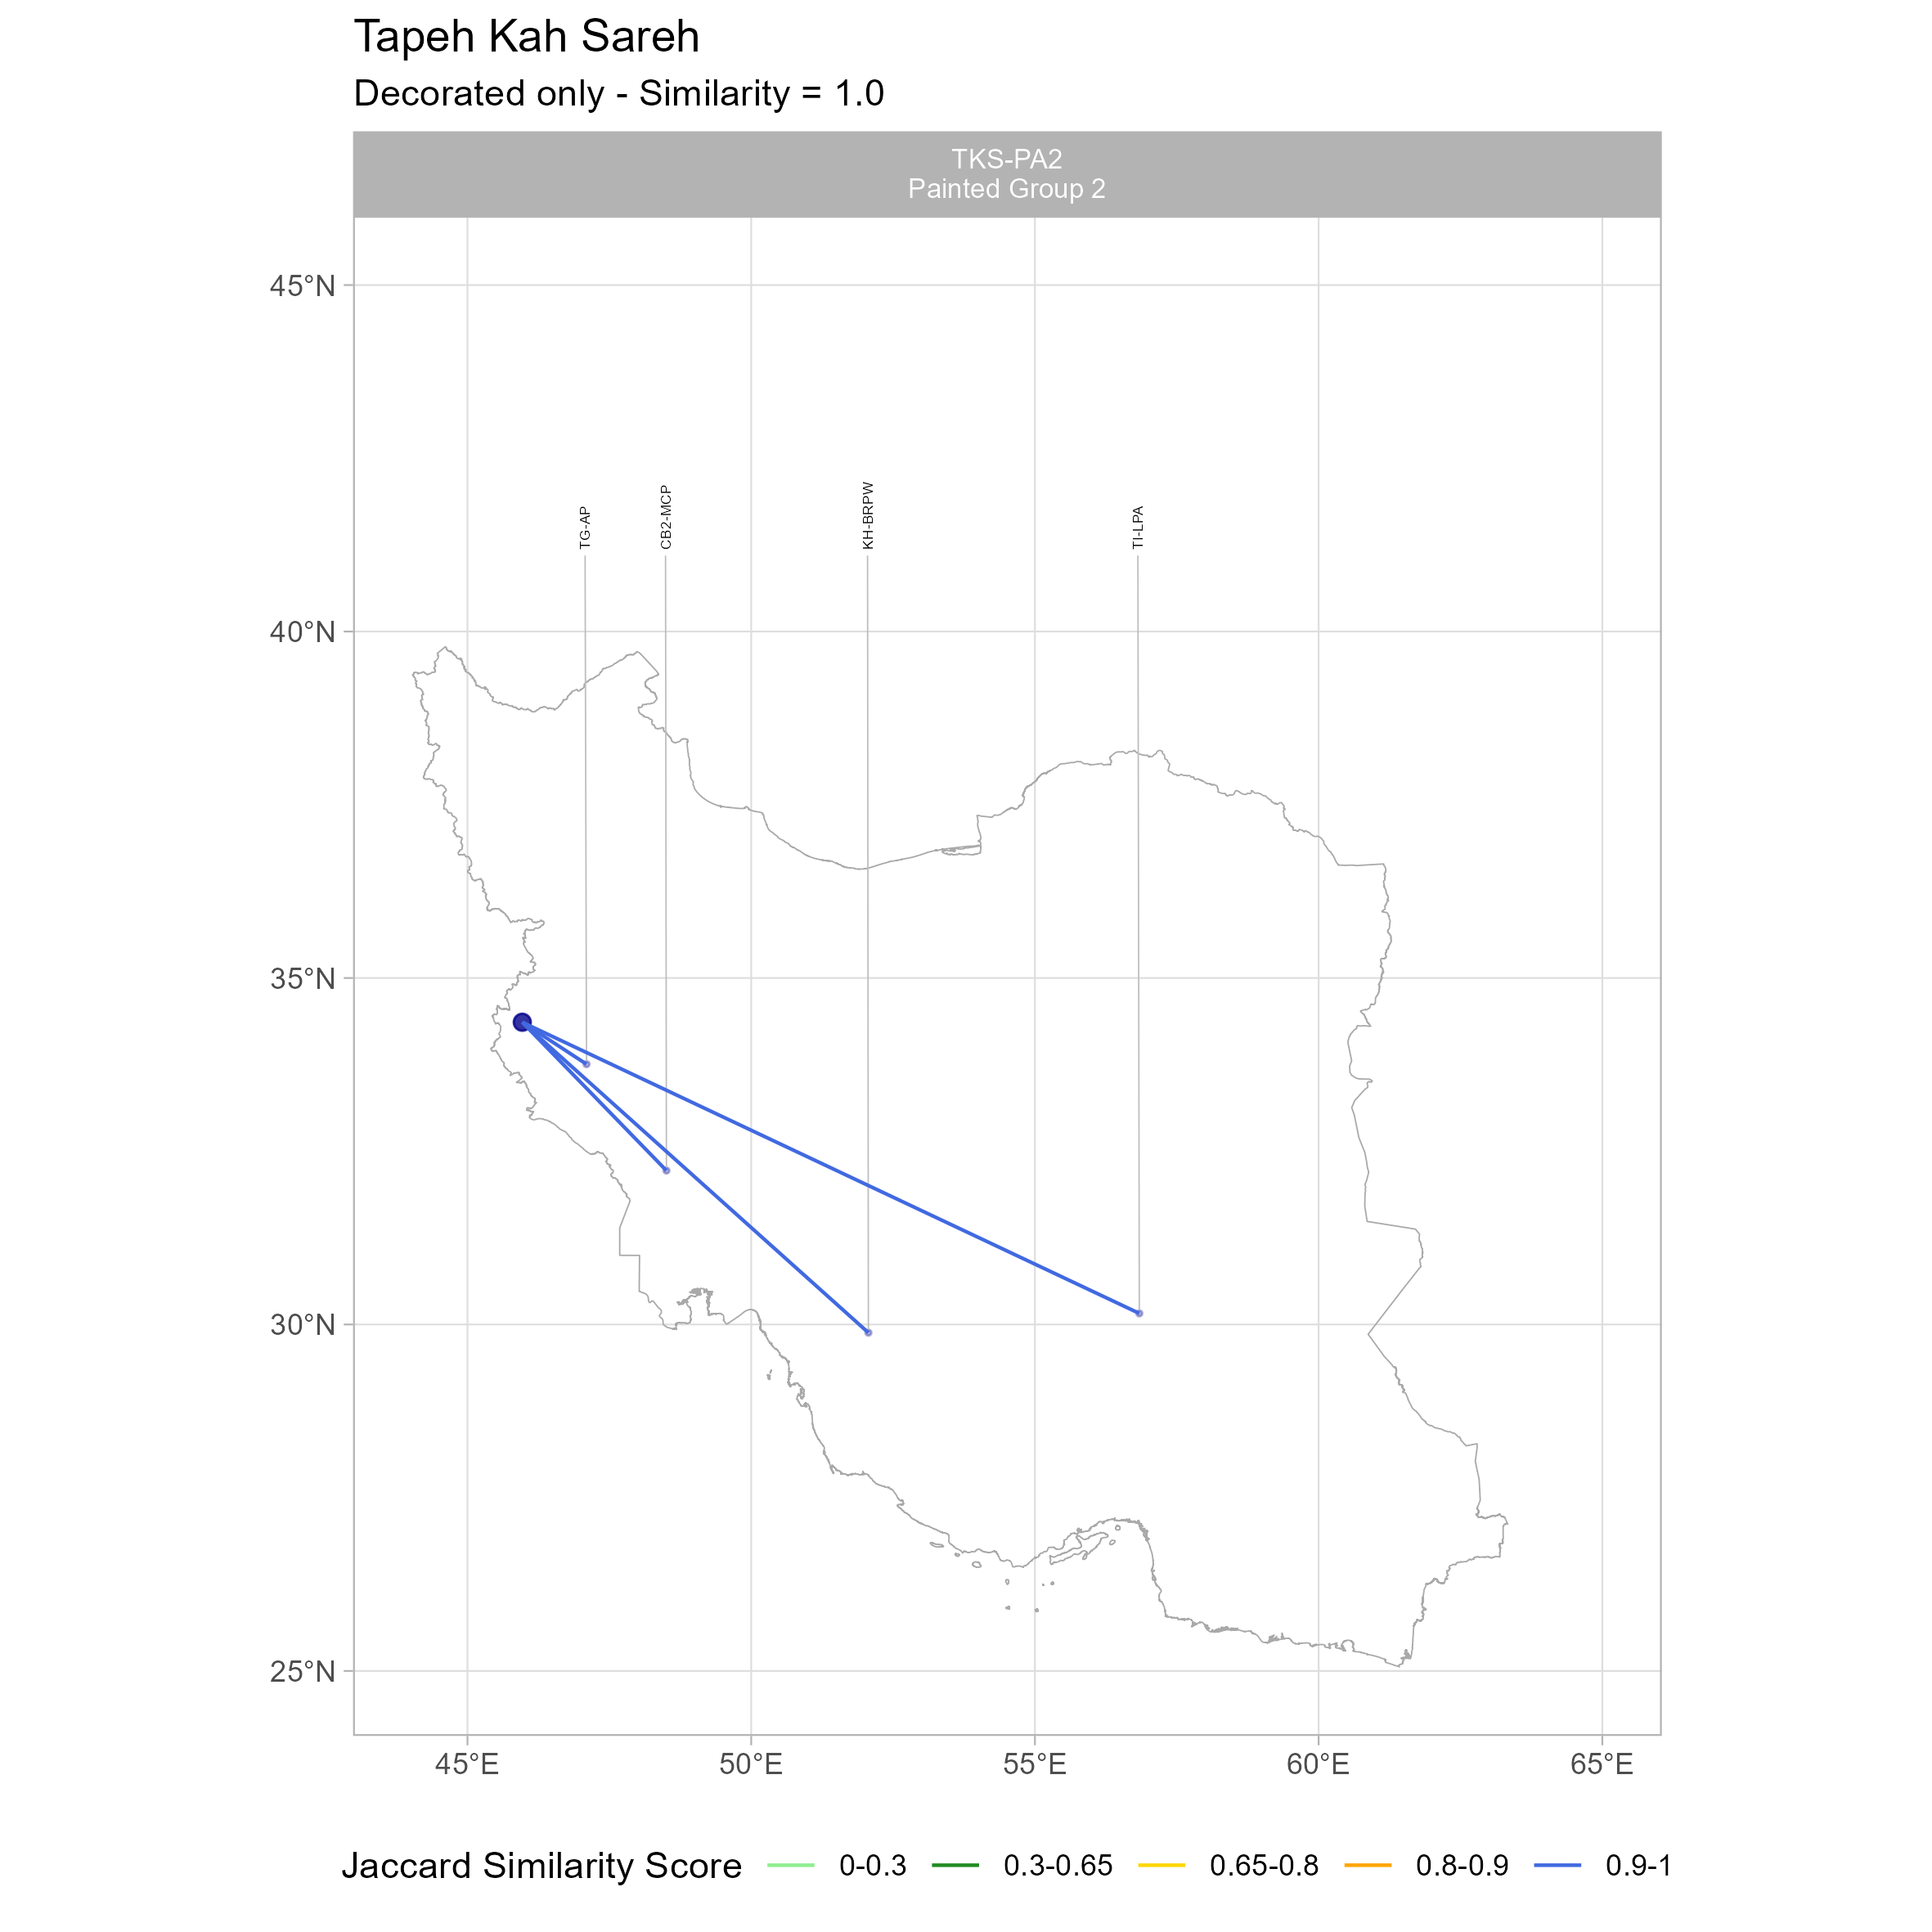 Tapeh Kah Sareh
Decorated only - Similarity = 1.0
TKS-PA2
Painted Group 2
45°N
40°N
35°N
30°N
25°N
TG-AP
CB2-MCP
KH-BRPW
TI-LPA
45°E
50°E
55°E
60°E
65°E
Jaccard Similarity Score 0-0.3 0.3-0.65 0.65-0.8 0.8-0.9 0.9-1